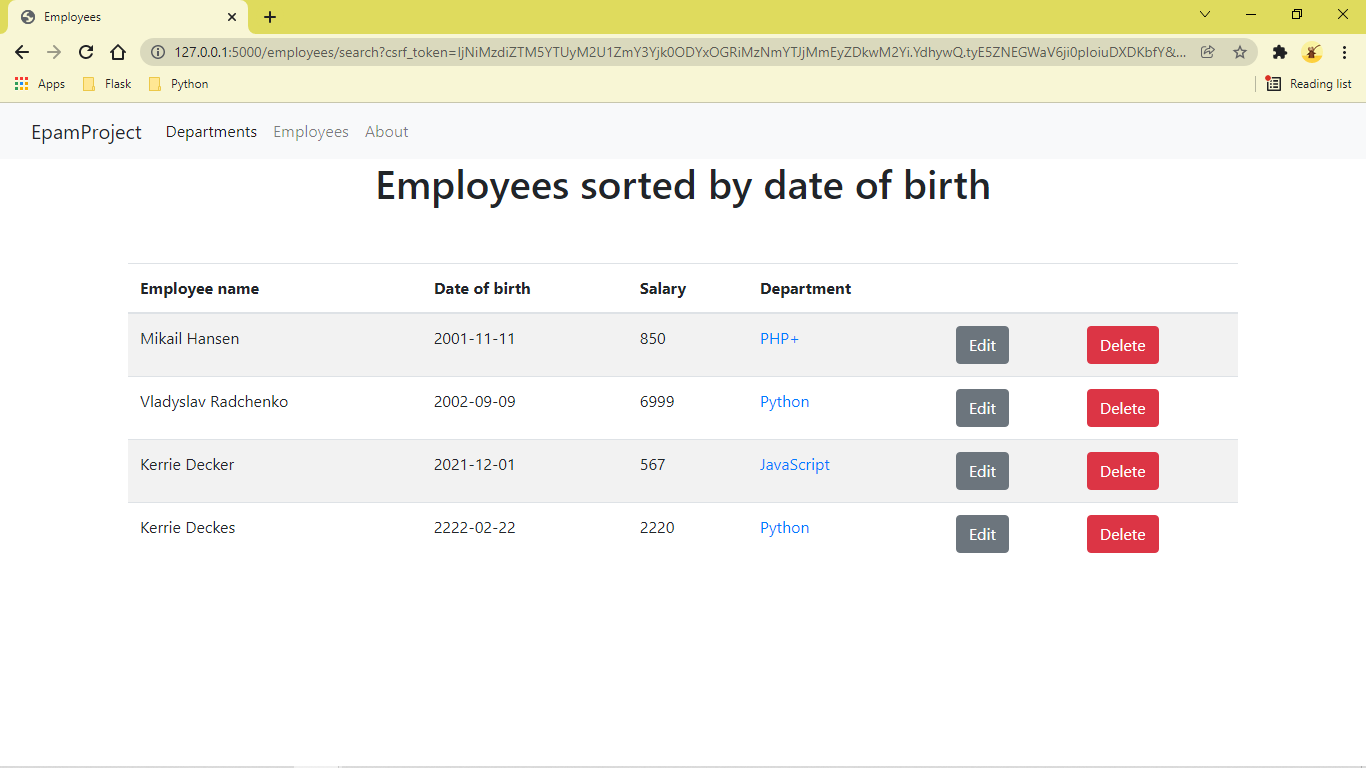 Employees
127.0.0.1:5000/employees/search?csrf_token=IjNiMzdiZTM5YTUyM2U1ZmY3Yjk0ODYxOGRiMzNmYTJjMmEyZDkwM2Yi.YdhywQ.tyE5ZNEGWaV6ji0pIoiuDXDKbfY&...
Apps Flask Python Reading list
EpamProject Departments Employees About
Employees sorted by date of birth
Employee name Date of birth Salary Department
Mikail Hansen 2001-11-11 850 PHP+ Edit Delete
Vladyslav Radchenko 2002-09-09 6999 Python Edit Delete
Kerrie Decker 2021-12-01 567 JavaScript Edit Delete
Kerrie Deckes 2222-02-22 2220 Python Edit Delete